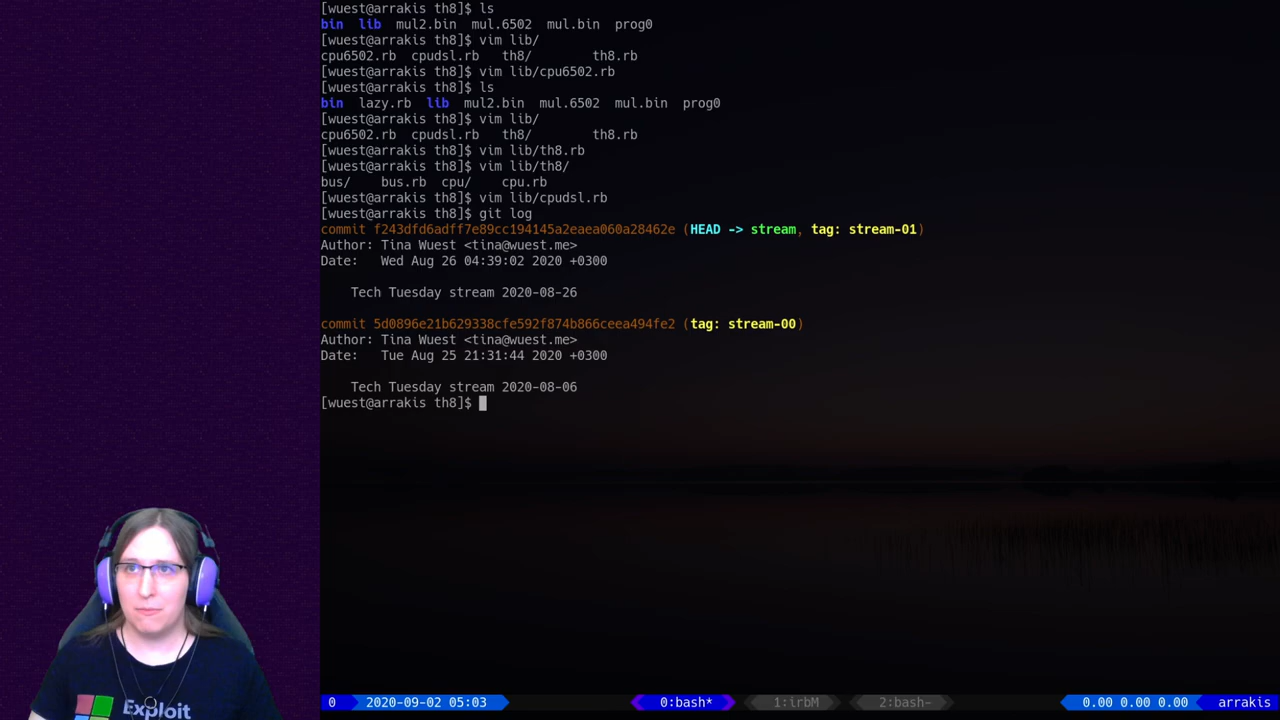 [wuest@arrakis th8]$ ls
bin  lib  mul2.bin  mul.6502  mul.bin  prog0
[wuest@arrakis th8]$ vim lib/
cpu6502.rb  cpudsl.rb   th8/        th8.rb
[wuest@arrakis th8]$ vim lib/cpu6502.rb
[wuest@arrakis th8]$ ls
bin  lazy.rb  lib  mul2.bin  mul.6502  mul.bin  prog0
[wuest@arrakis th8]$ vim lib/
cpu6502.rb  cpudsl.rb   th8/        th8.rb
[wuest@arrakis th8]$ vim lib/th8.rb
[wuest@arrakis th8]$ vim lib/th8/
bus/    bus.rb  cpu/    cpu.rb
[wuest@arrakis th8]$ vim lib/cpudsl.rb
[wuest@arrakis th8]$ git log
commit f243dfd6adff7e89cc194145a2eaea060a28462e (HEAD -> stream, tag: stream-01)
Author: Tina Wuest <tina@wuest.me>
Date:   Wed Aug 26 04:39:02 2020 +0300
Tech Tuesday stream 2020-08-26
commit 5d0896e21b629338cfe592f874b866ceea494fe2 (tag: stream-00)
Author: Tina Wuest <tina@wuest.me>
Date:   Tue Aug 25 21:31:44 2020 +0300
Tech Tuesday stream 2020-08-06
[wuest@arrakis th8]$
Exploit
0 2020-09-02 05:03 0:bash* 1:irbM 2:bash- 0.00 0.00 0.00 arrakis